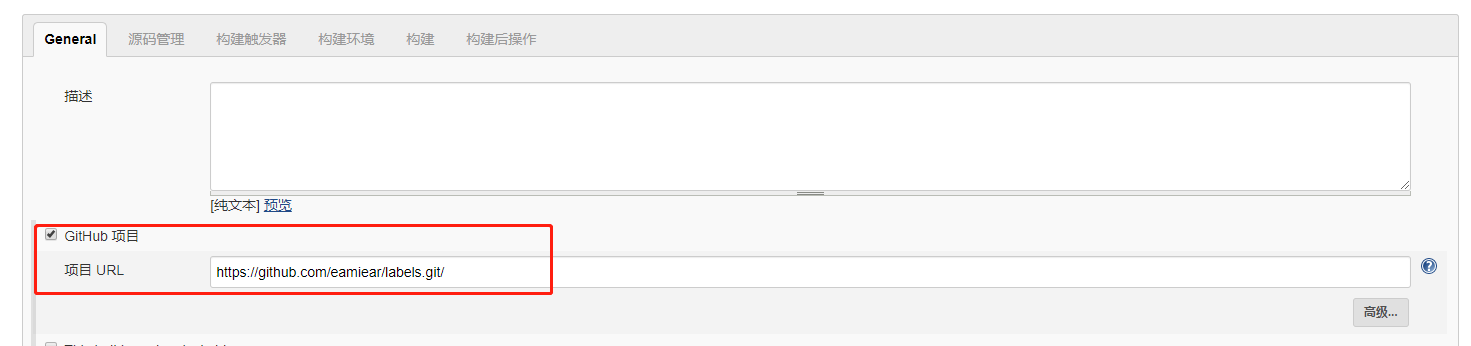 General 源码管理 构建触发器 构建环境 构建 构建后操作
描述
[纯文本] 预览
GitHub 项目
项目 URL https://github.com/eamiear/labels.git/
高级...